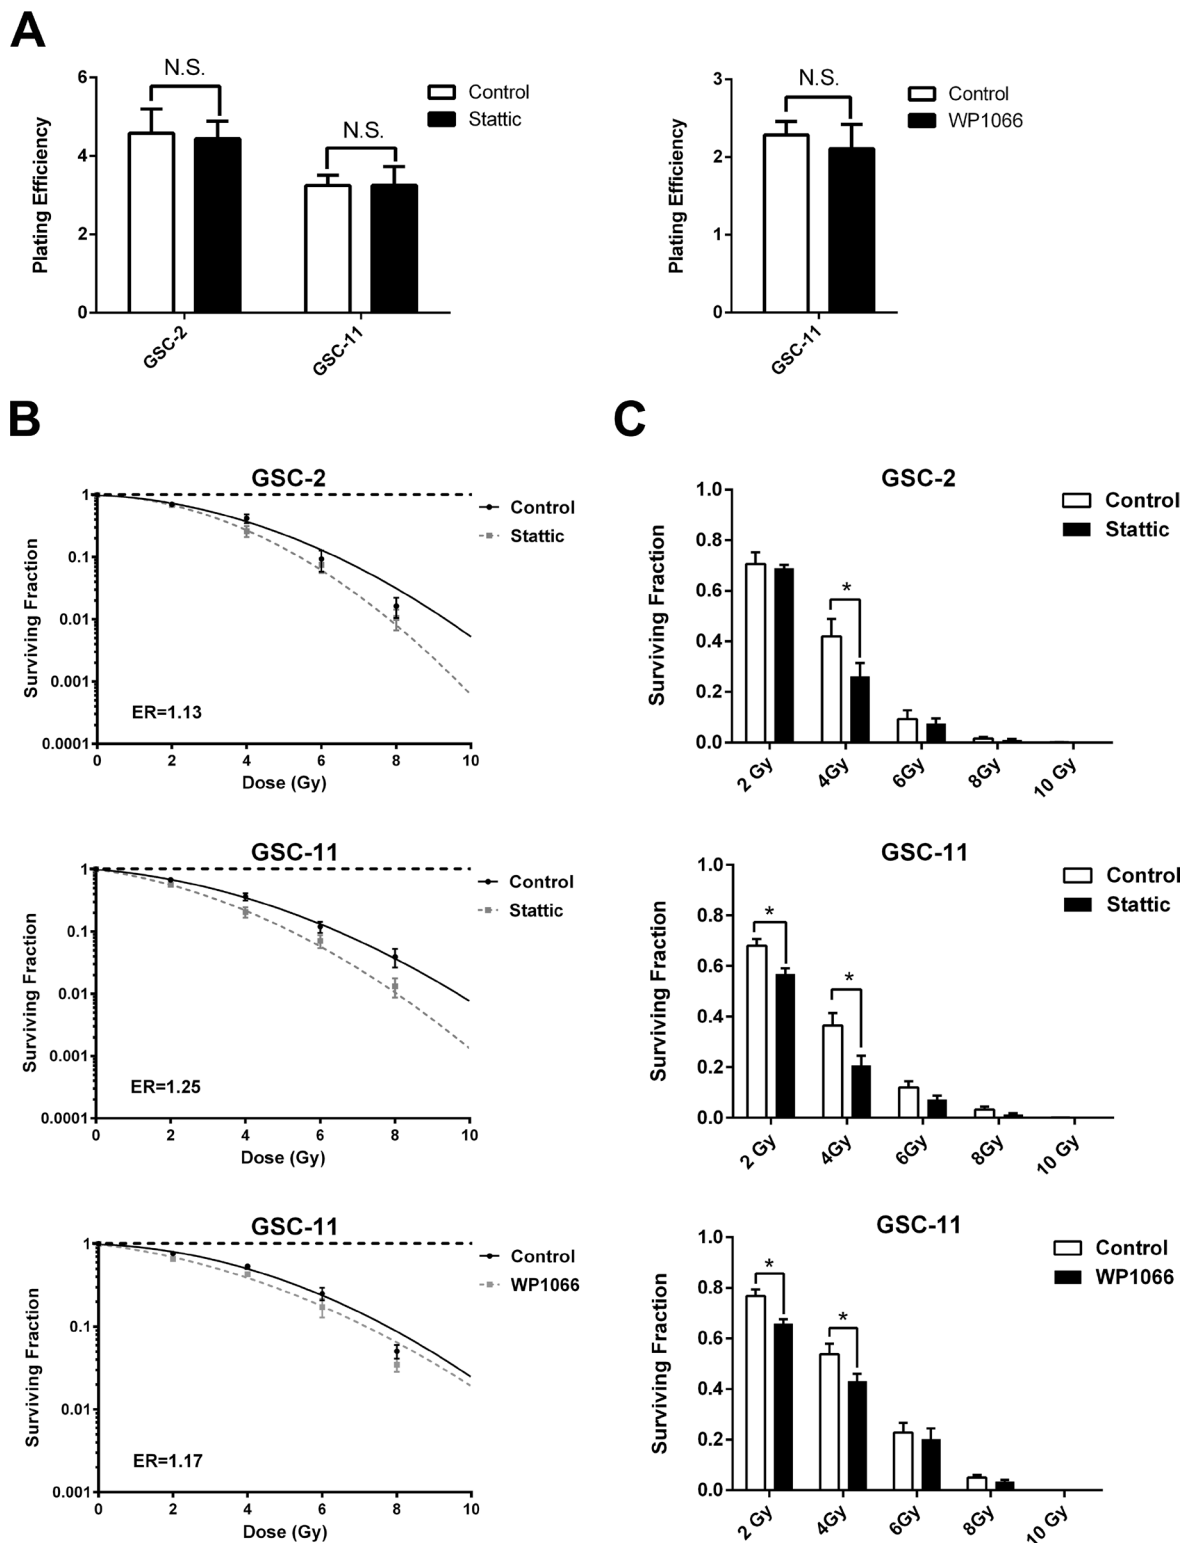 A
N.S.
N.S.
Control
Stattic
Plating Efficiency
6
4
2
0
GSC-2
GSC-11
N.S.
Control
WP1066
Plating Efficiency
3
2
1
0
GSC-11
B
GSC-2
Control
Stattic
Surviving Fraction
1
0.1
0.01
0.001
0.0001
ER=1.13
0 2 4 6 8 10
Dose (Gy)
GSC-11
Control
Stattic
Surviving Fraction
1
0.1
0.01
0.001
0.0001
ER=1.25
0 2 4 6 8 10
Dose (Gy)
GSC-11
Control
WP1066
Surviving Fraction
1
0.1
0.01
0.001
ER=1.17
0 2 4 6 8 10
Dose (Gy)
C
GSC-2
Control
Stattic
Surviving Fraction
1.0
0.8
0.6
0.4
0.2
0.0
*
2 Gy 4Gy 6Gy 8Gy 10 Gy
GSC-11
Control
Stattic
Surviving Fraction
1.0
0.8
0.6
0.4
0.2
0.0
*
*
2 Gy 4Gy 6Gy 8Gy 10 Gy
GSC-11
Control
WP1066
Surviving Fraction
1.0
0.8
0.6
0.4
0.2
0.0
*
*
2 Gy 4Gy 6Gy 8Gy 10 Gy